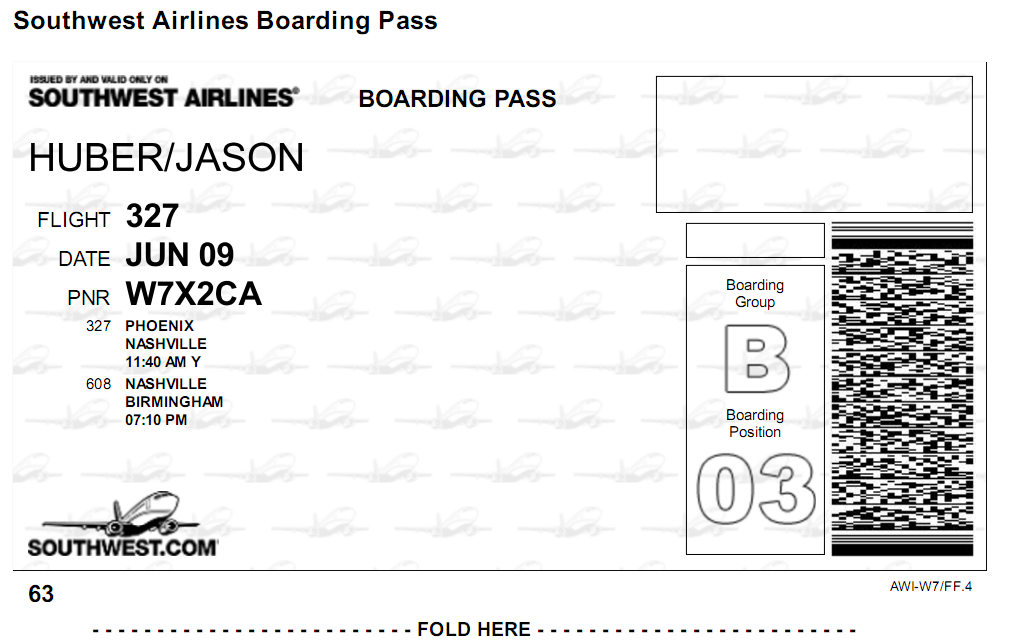 Southwest Airlines Boarding Pass
ISSUED BY AND VALID ONLY ON
SOUTHWEST AIRLINES®
BOARDING PASS
HUBER/JASON
FLIGHT 327
DATE JUN 09
PNR W7X2CA
327 PHOENIX
NASHVILLE
11:40 AM Y
608 NASHVILLE
BIRMINGHAM
07:10 PM
Boarding
Group
B
Boarding
Position
03
SOUTHWEST.COM
63
AWI-W7/FF.4
- - - - - - - - - - - - - - - - - - - - - - - - - FOLD HERE - - - - - - - - - - - - - - - - - - - - - - - - -